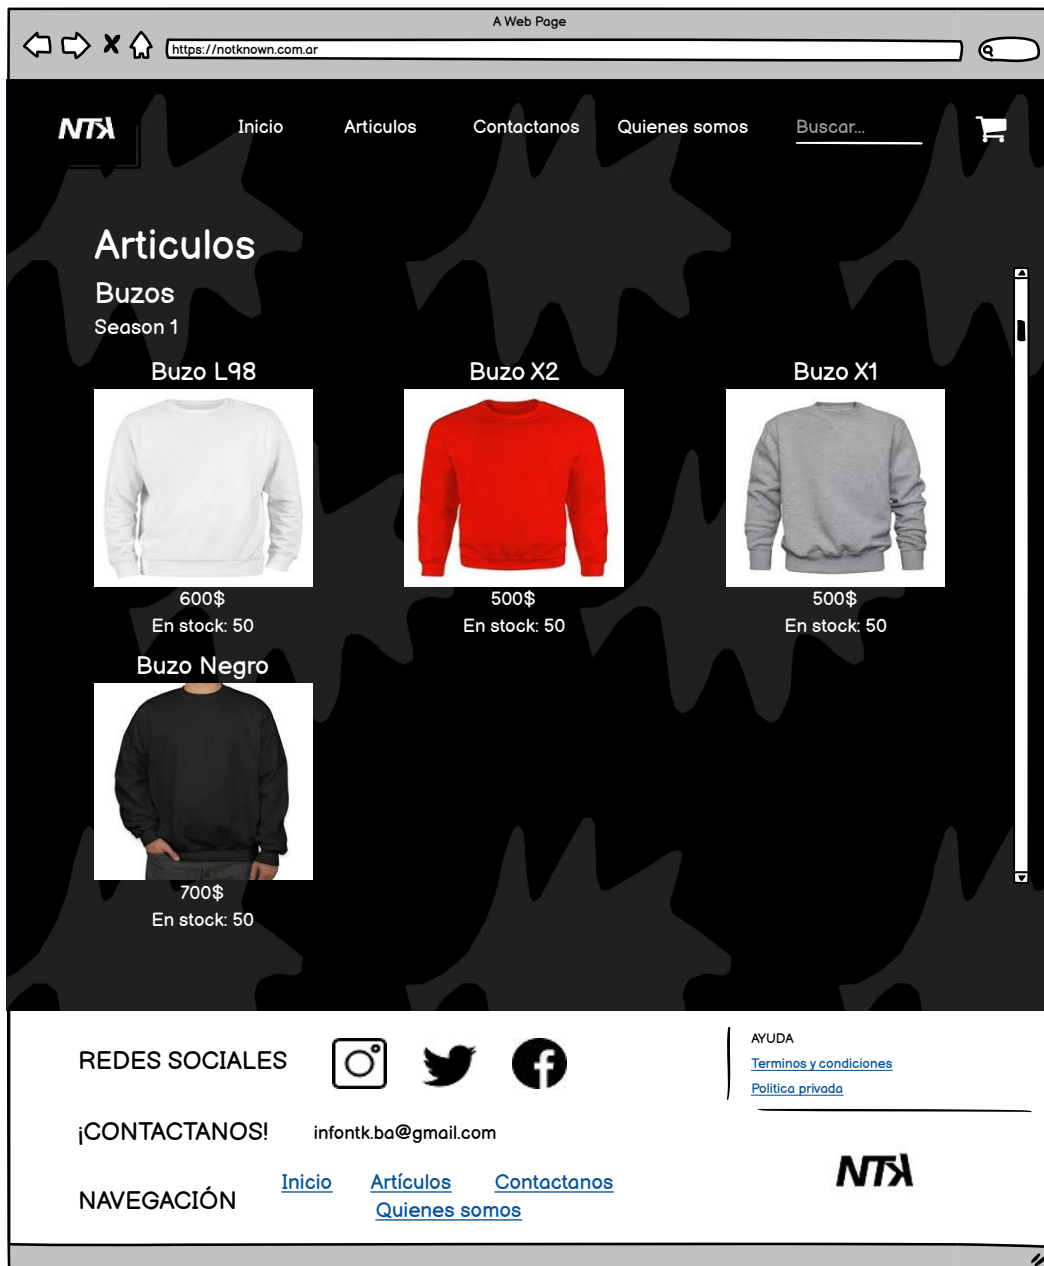 A Web Page
https://notknown.com.ar
NTK
Inicio Articulos Contactanos Quienes somos Buscar...
Articulos
Buzos
Season 1
Buzo L98 Buzo X2 Buzo X1
600$ 500$ 500$
En stock: 50 En stock: 50 En stock: 50
Buzo Negro
700$
En stock: 50
REDES SOCIALES
AYUDA
Terminos y condiciones
Politica privada
¡CONTACTANOS! infontk.ba@gmail.com
NTK
NAVEGACIÓN
Inicio Artículos Contactanos
Quienes somos